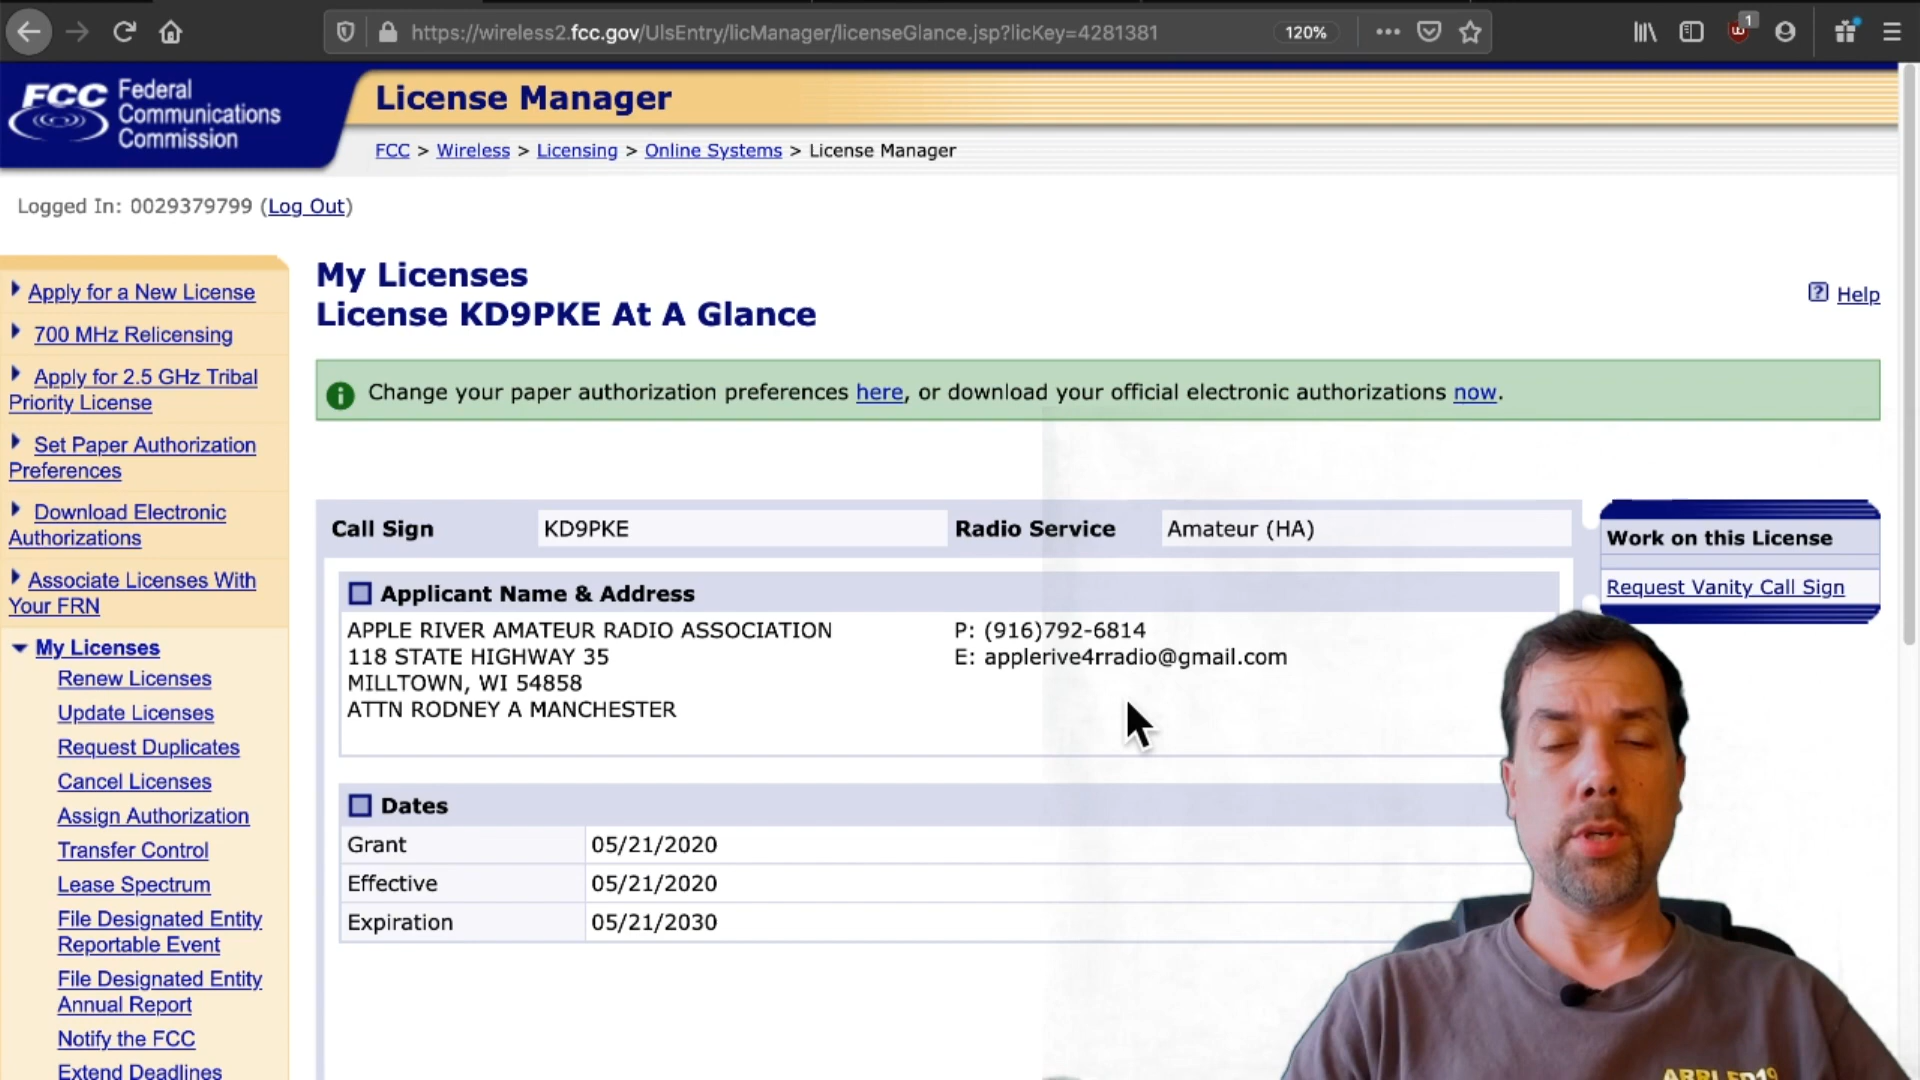 https://wireless2.fcc.gov/UlsEntry/licManager/licenseGlance.jsp?licKey=4281381
120%
1
FCC Federal
Communications
Commission
License Manager
FCC > Wireless > Licensing > Online Systems > License Manager
Logged In: 0029379799 (Log Out)
Apply for a New License
700 MHz Relicensing
Apply for 2.5 GHz Tribal
Priority License
Set Paper Authorization
Preferences
Download Electronic
Authorizations
Associate Licenses With
Your FRN
My Licenses
Renew Licenses
Update Licenses
Request Duplicates
Cancel Licenses
Assign Authorization
Transfer Control
Lease Spectrum
File Designated Entity
Reportable Event
File Designated Entity
Annual Report
Notify the FCC
Extend Deadlines
My Licenses
License KD9PKE At A Glance
? Help
i Change your paper authorization preferences here, or download your official electronic authorizations now.
Call Sign KD9PKE Radio Service Amateur (HA)
Applicant Name & Address
APPLE RIVER AMATEUR RADIO ASSOCIATION
118 STATE HIGHWAY 35
MILLTOWN, WI 54858
ATTN RODNEY A MANCHESTER
P: (916)792-6814
E: applerive4rradio@gmail.com
Dates
Grant 05/21/2020
Effective 05/21/2020
Expiration 05/21/2030
Work on this License
Request Vanity Call Sign